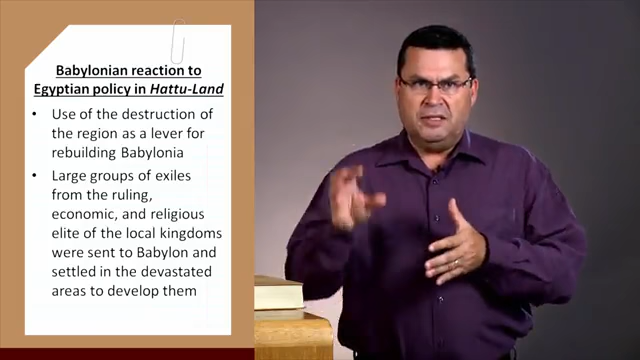 Babylonian reaction to
Egyptian policy in Hattu-Land
• Use of the destruction of
the region as a lever for
rebuilding Babylonia
• Large groups of exiles
from the ruling,
economic, and religious
elite of the local kingdoms
were sent to Babylon and
settled in the devastated
areas to develop them